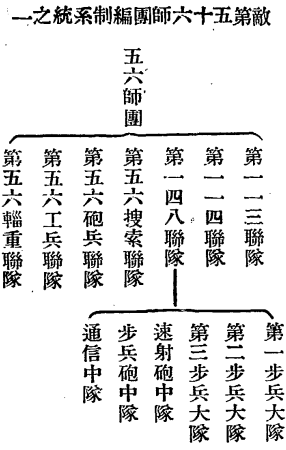 敵第五十六師團編制系統之一
五六師團
第一一三聯隊
第一一四聯隊
第一四八聯隊
第五六搜索聯隊
第五六砲兵聯隊
第五六工兵聯隊
第五六輜重聯隊
第一步兵大隊
第二步兵大隊
第三步兵大隊
速射砲中隊
步兵砲中隊
通信中隊